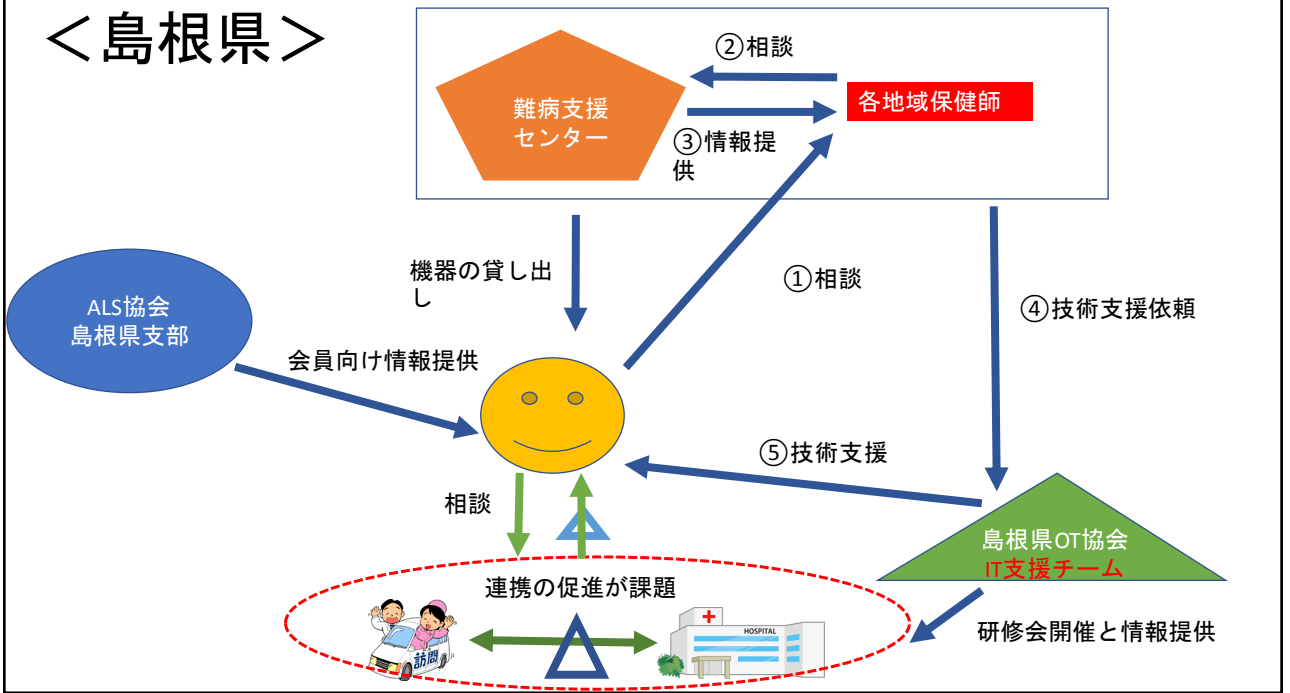 ＜島根県＞
②相談
難病支援
センター
各地域保健師
③情報提
供
機器の貸し出
し
①相談
④技術支援依頼
ALS協会
島根県支部
会員向け情報提供
⑤技術支援
相談
島根県OT協会
IT支援チーム
連携の促進が課題
訪問
HOSPITAL
研修会開催と情報提供